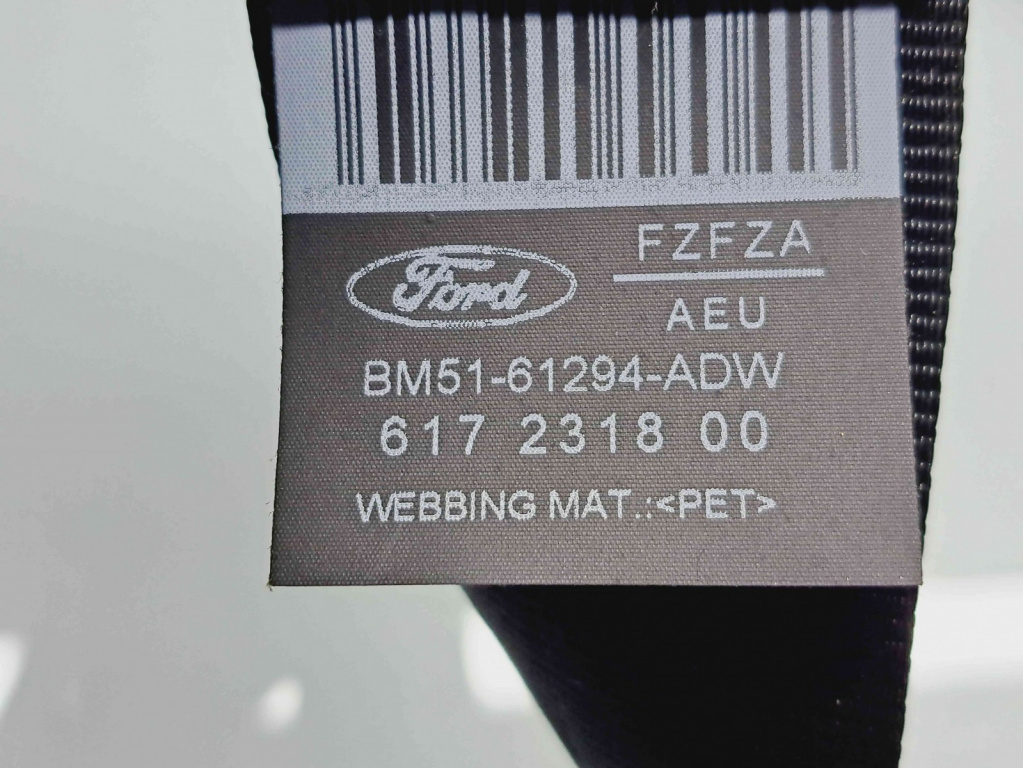 FZFZA
Ford
AEU
BM51-61294-ADW
617 2318 00
WEBBING MAT.:<PET>